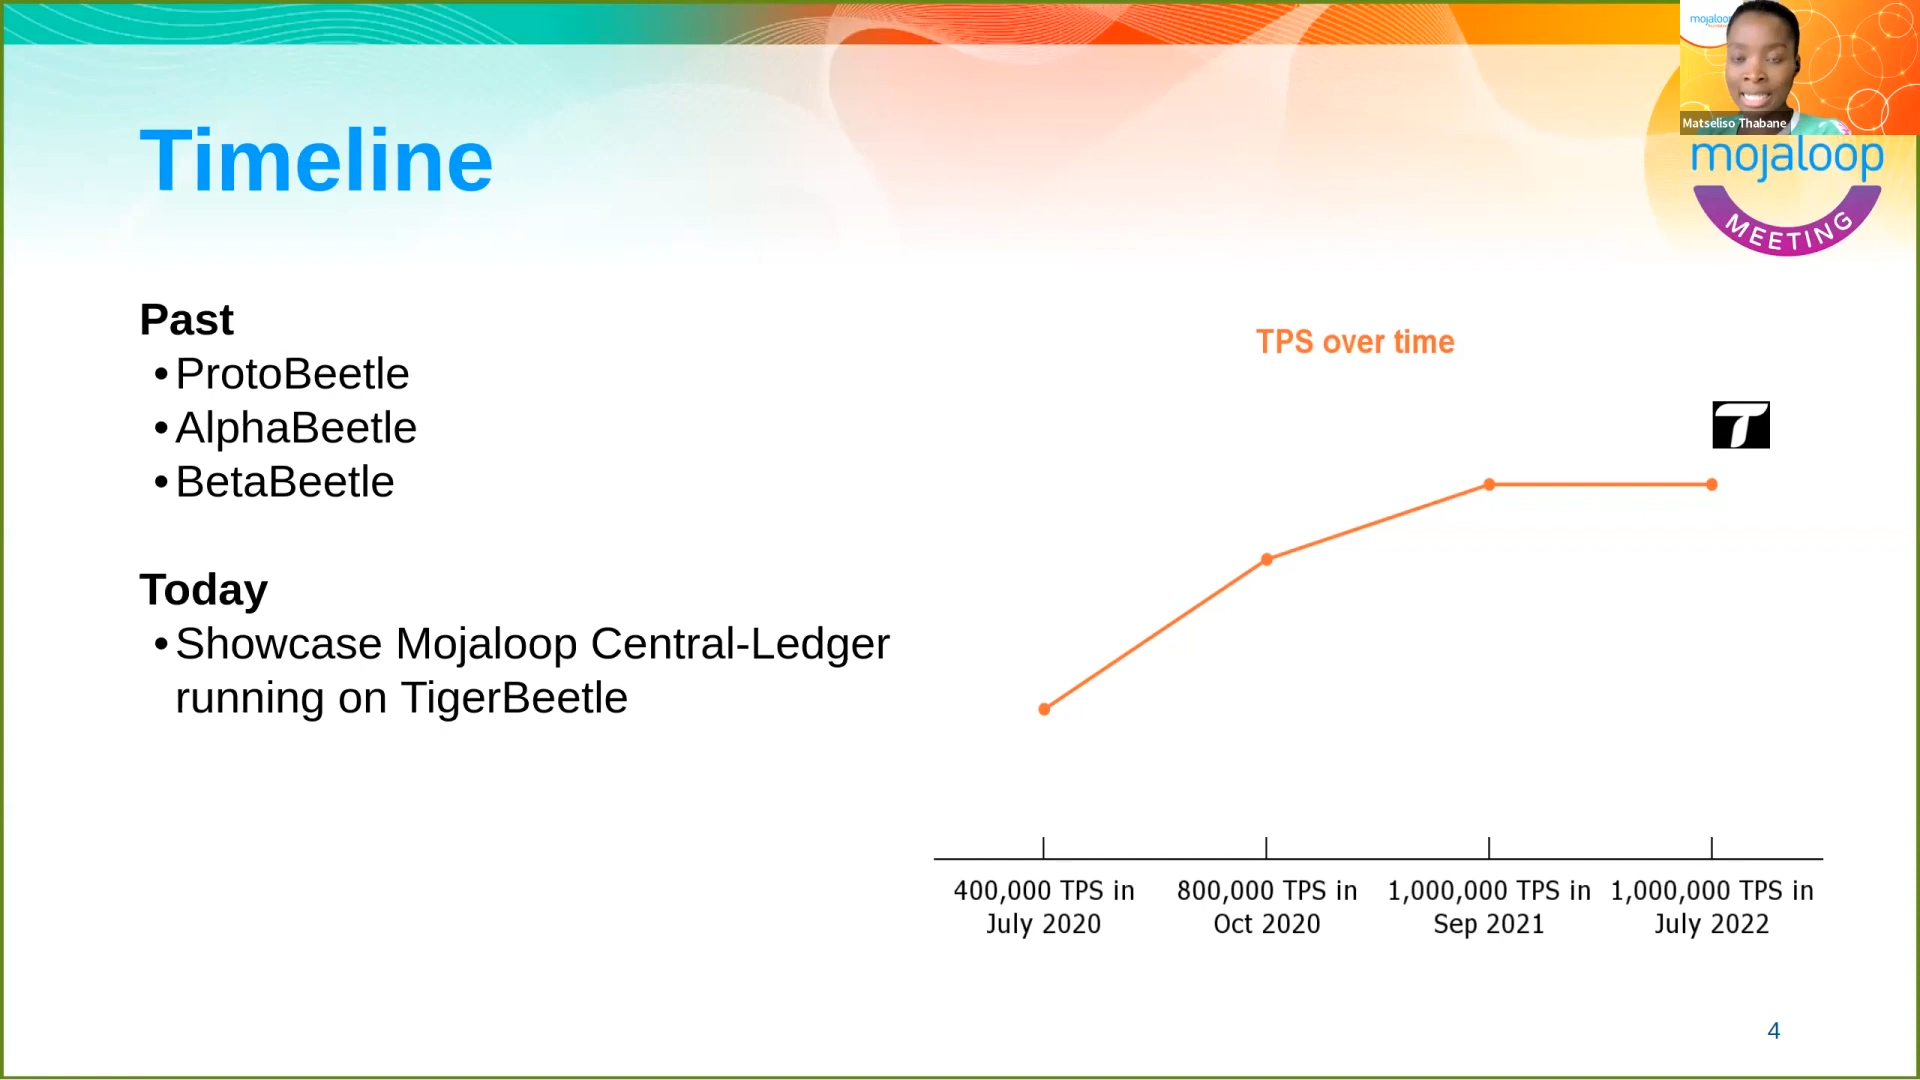 mojaloop
Matseliso Thabane
Timeline
mojaloop
MEETING
Past
•ProtoBeetle
•AlphaBeetle
•BetaBeetle
Today
•Showcase Mojaloop Central-Ledger
running on TigerBeetle
TPS over time
T
400,000 TPS in
July 2020
800,000 TPS in
Oct 2020
1,000,000 TPS in
Sep 2021
1,000,000 TPS in
July 2022
4